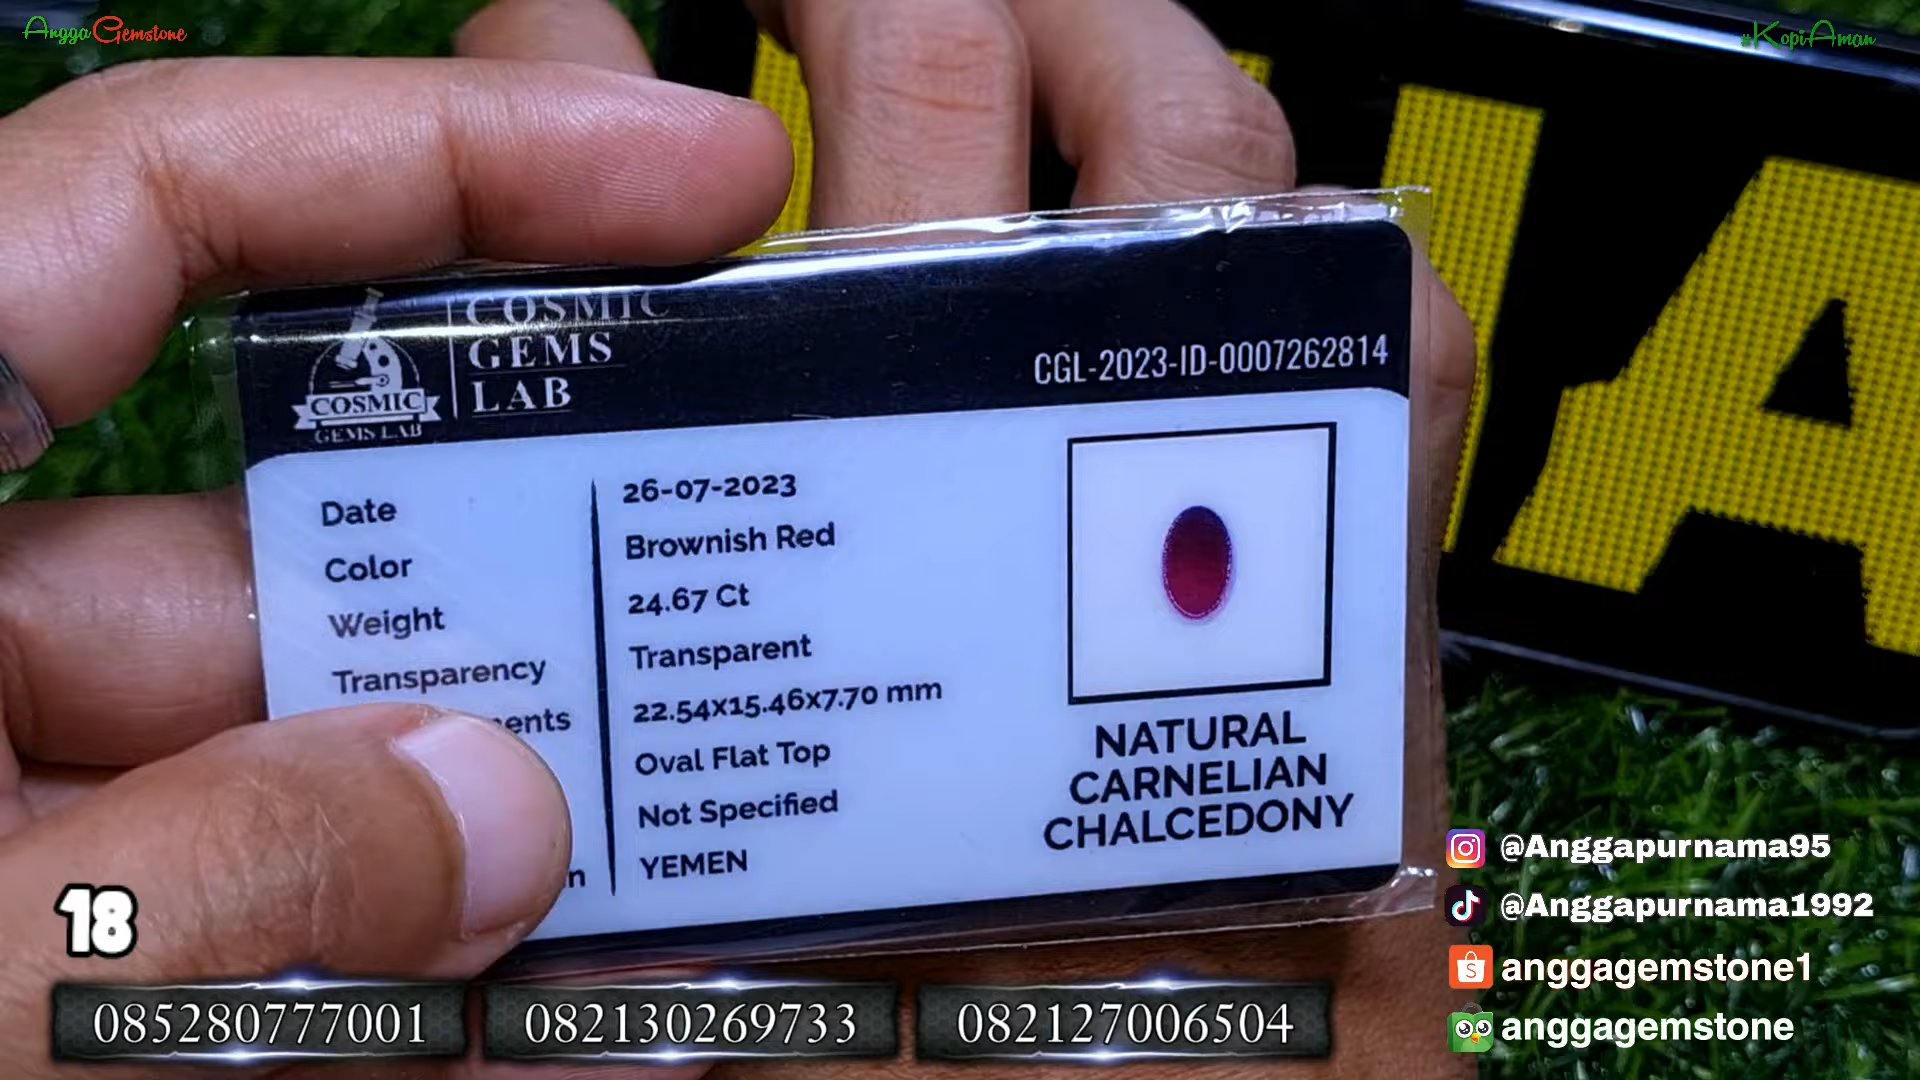 Angga Gemstone
#KopiAman
COSMIC
GEMS
LAB
COSMIC
GEMS LAB
CGL-2023-ID-0007262814
Date
26-07-2023
Color
Brownish Red
Weight
24.67 Ct
Transparency
Transparent
ents
22.54x15.46x7.70 mm
Oval Flat Top
Not Specified
n
YEMEN
NATURAL
CARNELIAN
CHALCEDONY
A
18
085280777001
082130269733
082127006504
@Anggapurnama95
@Anggapurnama1992
anggagemstone1
anggagemstone